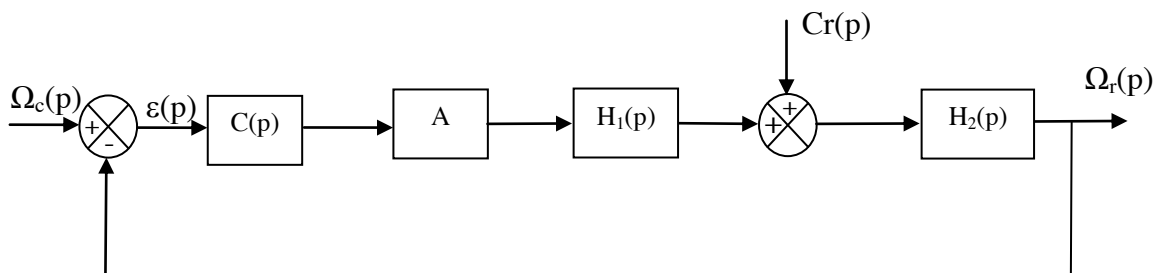 Cr(p)
Ωc(p)
ε(p)
Ωr(p)
C(p)
A
H1(p)
H2(p)
+
-
+
+